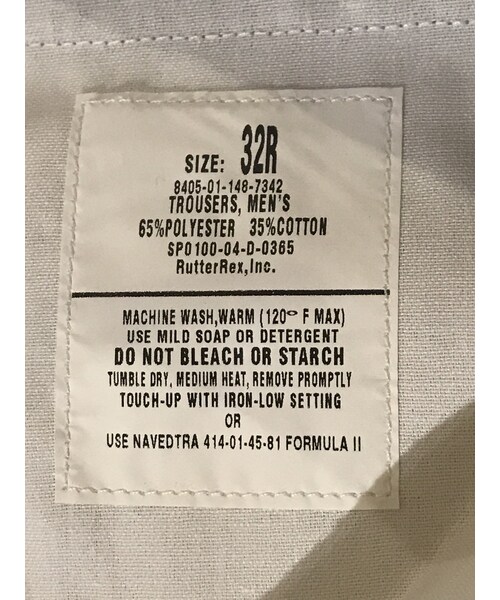 SIZE: 32R
8405-01-148-7342
TROUSERS, MEN'S
65%POLYESTER 35%COTTON
SP0100-04-D-0365
RutterRex,Inc.
MACHINE WASH,WARM (120° F MAX)
USE MILD SOAP OR DETERGENT
DO NOT BLEACH OR STARCH
TUMBLE DRY, MEDIUM HEAT, REMOVE PROMPTLY
TOUCH-UP WITH IRON-LOW SETTING
OR
USE NAVEDTRA 414-01-45-81 FORMULA II